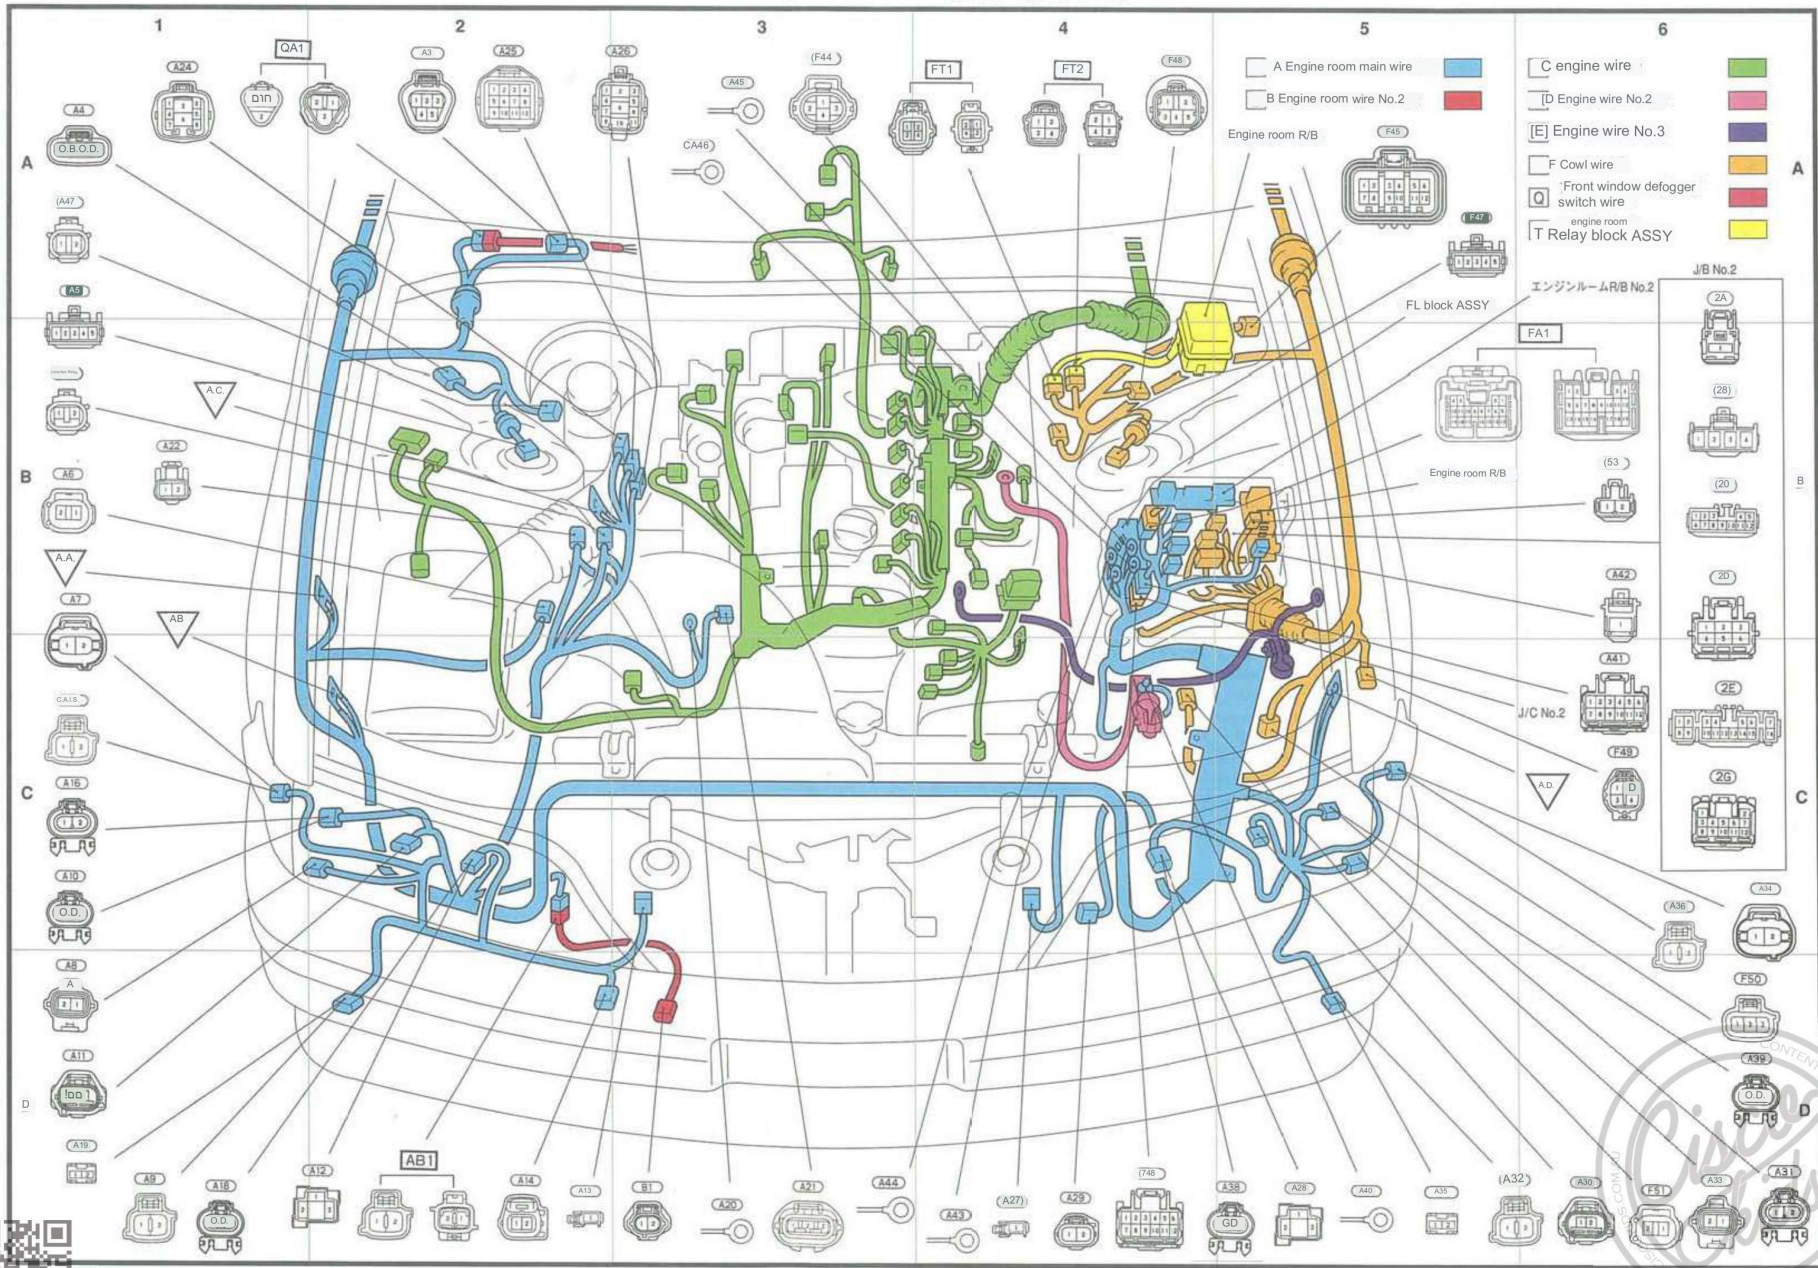 1 2 3 4 5 6
QA1
A3
A25
A26
(F44
F48
A24
A45
FT1
FT2
A Engine room main wire
C engine wire
B Engine room wire No.2
[D Engine wire No.2
A4
O.B.O.D.
חום
CA46)
Engine room R/B
F45
[E] Engine wire No.3
A
F Cowl wire
A
(A47
Q
'Front window defogger
switch wire
F47
engine room
T Relay block ASSY
J/B No.2
A5
エンジンルームR/B No.2
2A
FL block ASSY
FA1
A.C.
(28)
A22
Engine room R/B
(53
B
A6
B
(20
A.A.
A7
AB
A42
2D
A41
C.A.I.S.
2E
J/C No.2
F49
D
A16
A.D.
2G
C
C
A10
O.D.
A34
A36
A8
A
F50
A11
A39
O.D.
D
D
A19
A9
A18
O.D.
A12
AB1
A14
A13
B1
A20
A21
A44
A43
(A27)
A29
(748
A38
GD
A28
A40
A35
(A32)
A30
F51
A33
A31